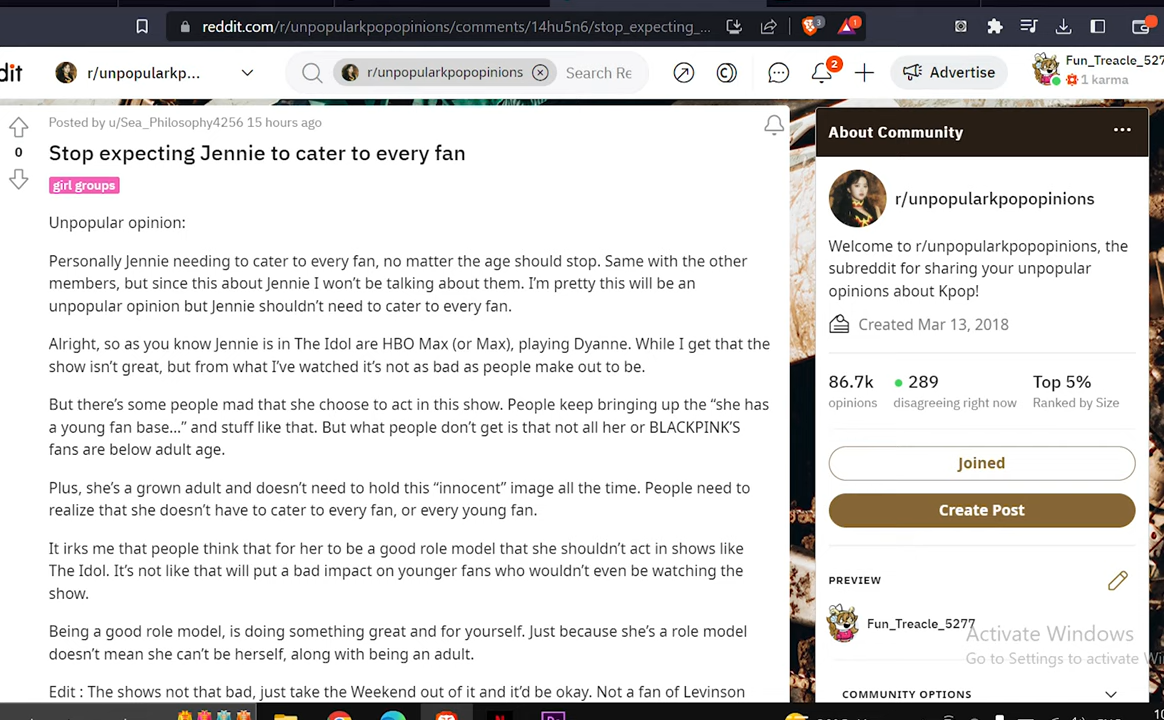 reddit.com/r/unpopularkpopopinions/comments/14hu5n6/stop_expecting_...
3
1
dit
r/unpopularkp...
r/unpopularkpopopinions
Search Re
2
Advertise
Fun_Treacle_527
1 karma
Posted by u/Sea_Philosophy4256 15 hours ago
0
Stop expecting Jennie to cater to every fan
girl groups
Unpopular opinion:
Personally Jennie needing to cater to every fan, no matter the age should stop. Same with the other
members, but since this about Jennie I won't be talking about them. I'm pretty this will be an
unpopular opinion but Jennie shouldn't need to cater to every fan.
Alright, so as you know Jennie is in The Idol are HBO Max (or Max), playing Dyanne. While I get that the
show isn't great, but from what I've watched it's not as bad as people make out to be.
But there's some people mad that she choose to act in this show. People keep bringing up the “she has
a young fan base...” and stuff like that. But what people don't get is that not all her or BLACKPINK'S
fans are below adult age.
Plus, she's a grown adult and doesn't need to hold this “innocent” image all the time. People need to
realize that she doesn't have to cater to every fan, or every young fan.
It irks me that people think that for her to be a good role model that she shouldn't act in shows like
The Idol. It's not like that will put a bad impact on younger fans who wouldn't even be watching the
show.
Being a good role model, is doing something great and for yourself. Just because she's a role model
doesn't mean she can't be herself, along with being an adult.
Edit : The shows not that bad, just take the Weekend out of it and it'd be okay. Not a fan of Levinson
About Community
r/unpopularkpopopinions
Welcome to r/unpopularkpopopinions, the
subreddit for sharing your unpopular
opinions about Kpop!
Created Mar 13, 2018
86.7k 289 Top 5%
opinions disagreeing right now Ranked by Size
Joined
Create Post
PREVIEW
Fun_Treacle_5277
Activate Windows
Go to Settings to activate Wi
COMMUNITY OPTIONS